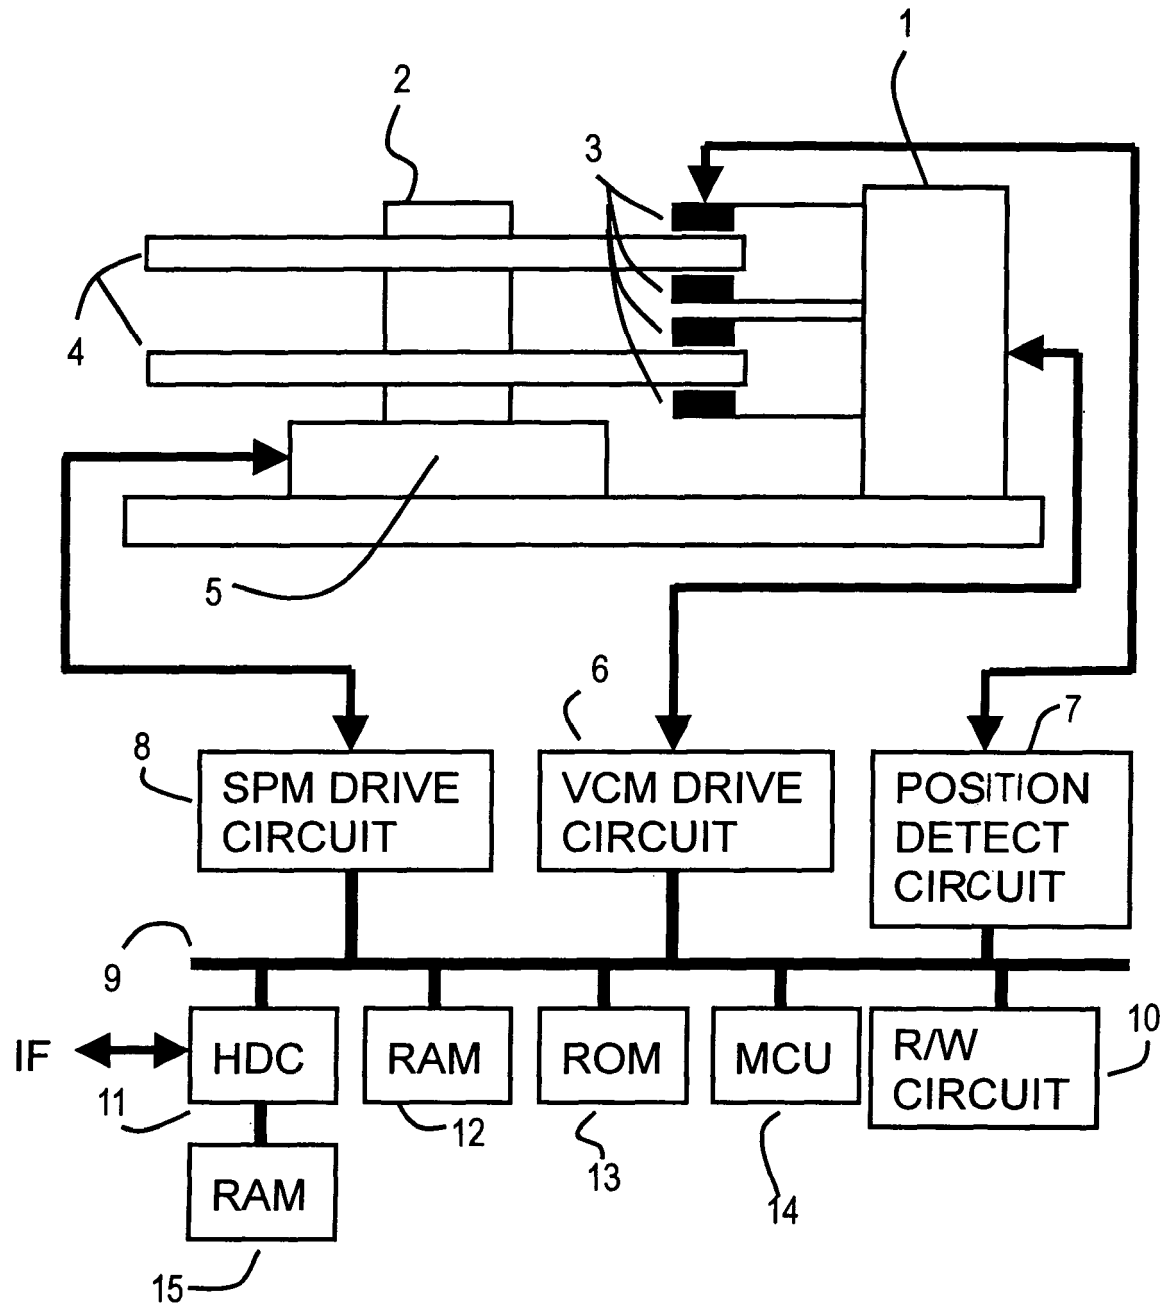 1
2
3
4
5
6
7
8
SPM DRIVE
CIRCUIT
VCM DRIVE
CIRCUIT
POSITION
DETECT
CIRCUIT
9
IF
HDC
RAM
ROM
MCU
R/W
CIRCUIT
10
11
12
13
14
RAM
15